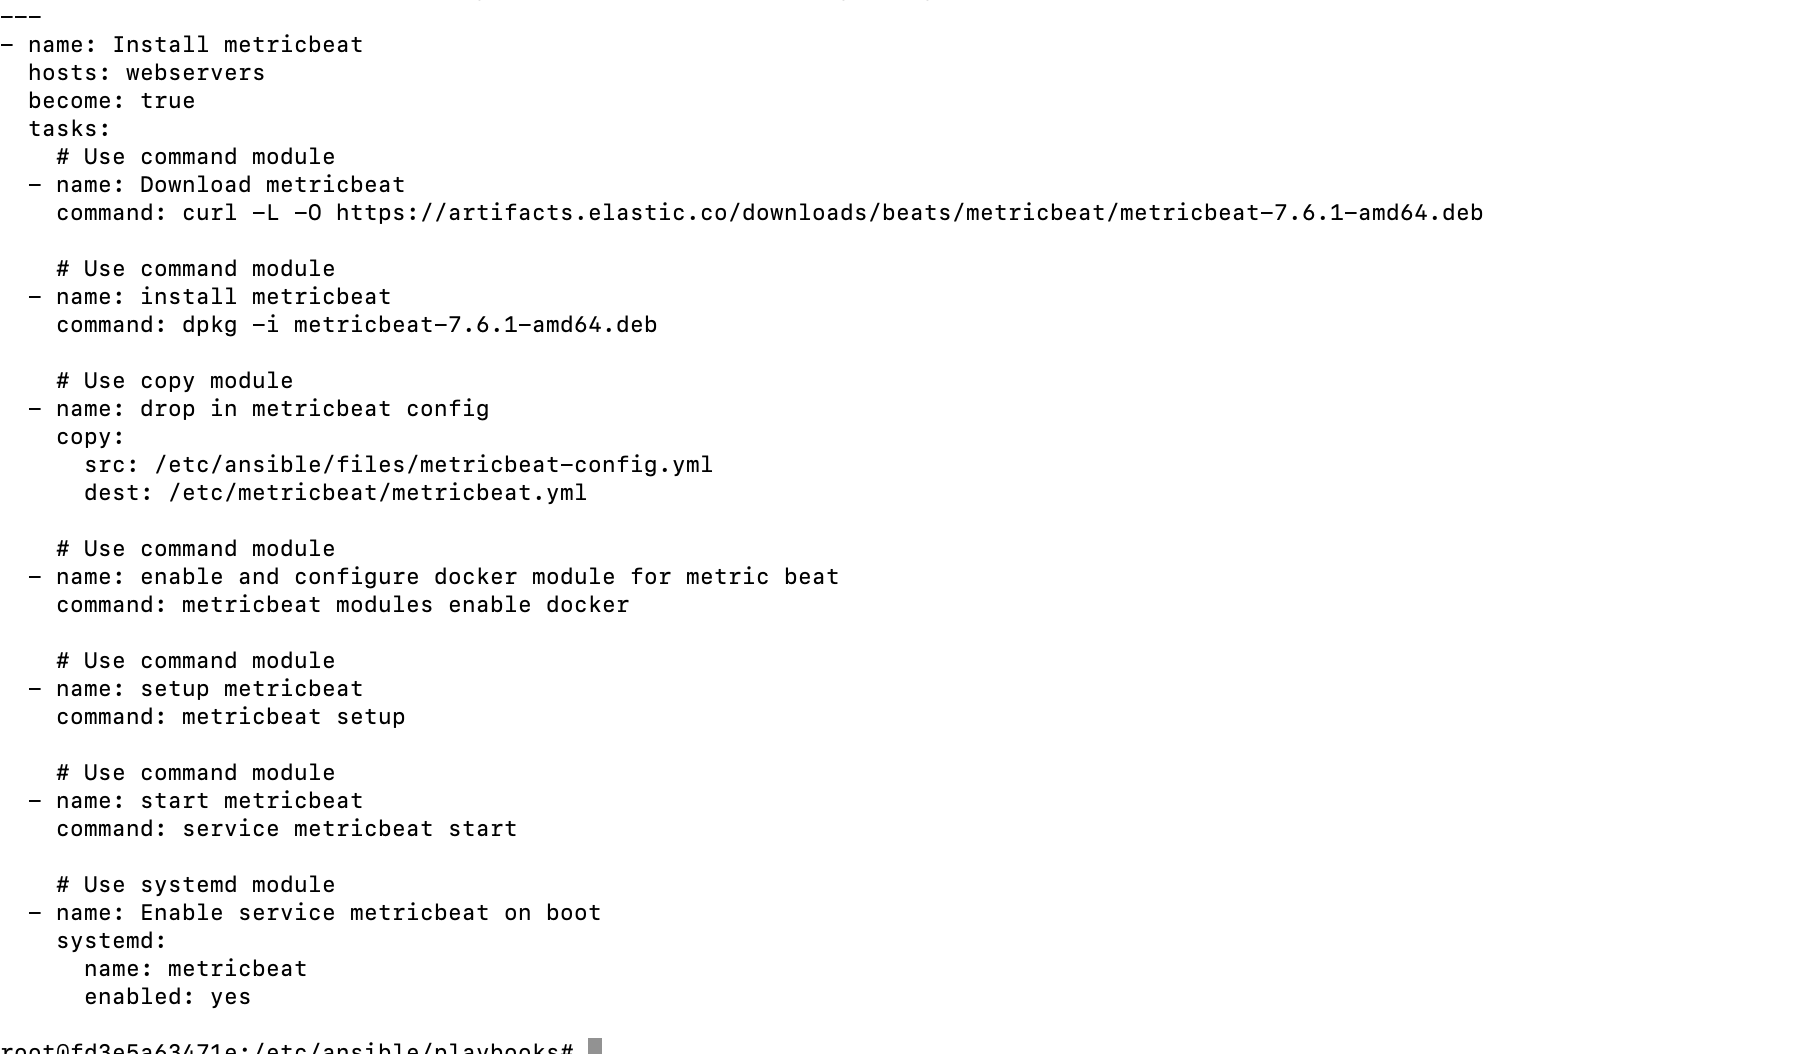 ---
- name: Install metricbeat
  hosts: webservers
  become: true
  tasks:
    # Use command module
  - name: Download metricbeat
    command: curl -L -O https://artifacts.elastic.co/downloads/beats/metricbeat/metricbeat-7.6.1-amd64.deb

    # Use command module
  - name: install metricbeat
    command: dpkg -i metricbeat-7.6.1-amd64.deb

    # Use copy module
  - name: drop in metricbeat config
    copy:
      src: /etc/ansible/files/metricbeat-config.yml
      dest: /etc/metricbeat/metricbeat.yml

    # Use command module
  - name: enable and configure docker module for metric beat
    command: metricbeat modules enable docker

    # Use command module
  - name: setup metricbeat
    command: metricbeat setup

    # Use command module
  - name: start metricbeat
    command: service metricbeat start

    # Use systemd module
  - name: Enable service metricbeat on boot
    systemd:
      name: metricbeat
      enabled: yes

root@fd3e5a63471e:/etc/ansible/playbooks#